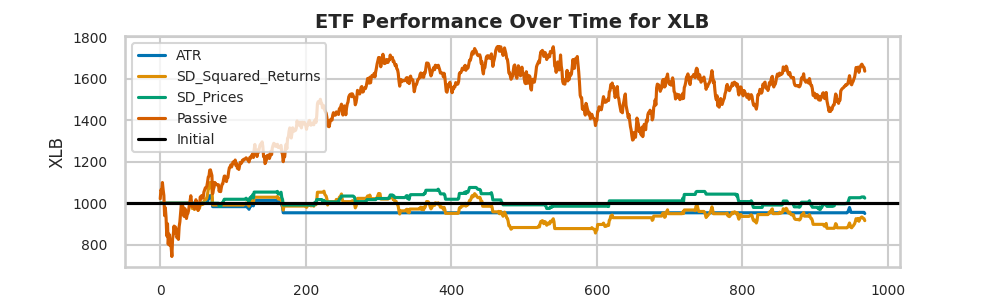 ETF Performance Over Time for XLB
1800
1600
1400
1200
1000
800
XLB
ATR
SD_Squared_Returns
SD_Prices
Passive
Initial
0 200 400 600 800 1000